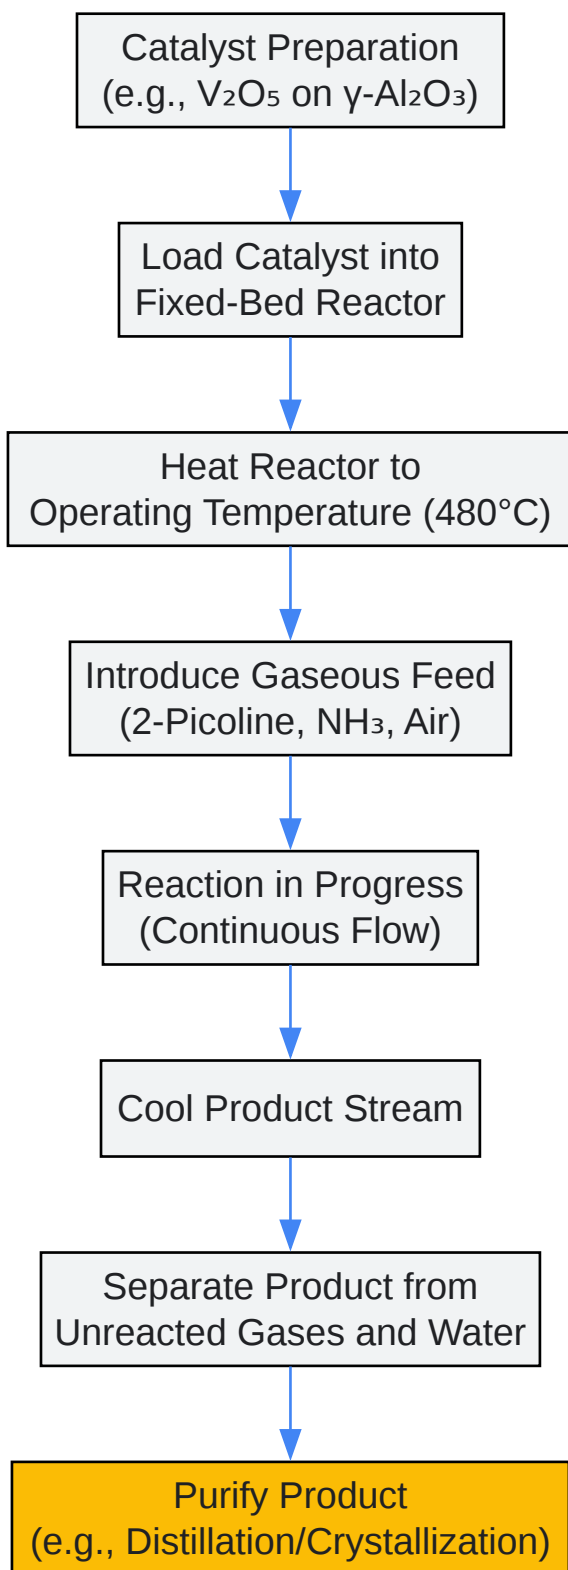 Catalyst Preparation
(e.g., V₂O₅ on γ-Al₂O₃)
Load Catalyst into
Fixed-Bed Reactor
Heat Reactor to
Operating Temperature (480°C)
Introduce Gaseous Feed
(2-Picoline, NH₃, Air)
Reaction in Progress
(Continuous Flow)
Cool Product Stream
Separate Product from
Unreacted Gases and Water
Purify Product
(e.g., Distillation/Crystallization)